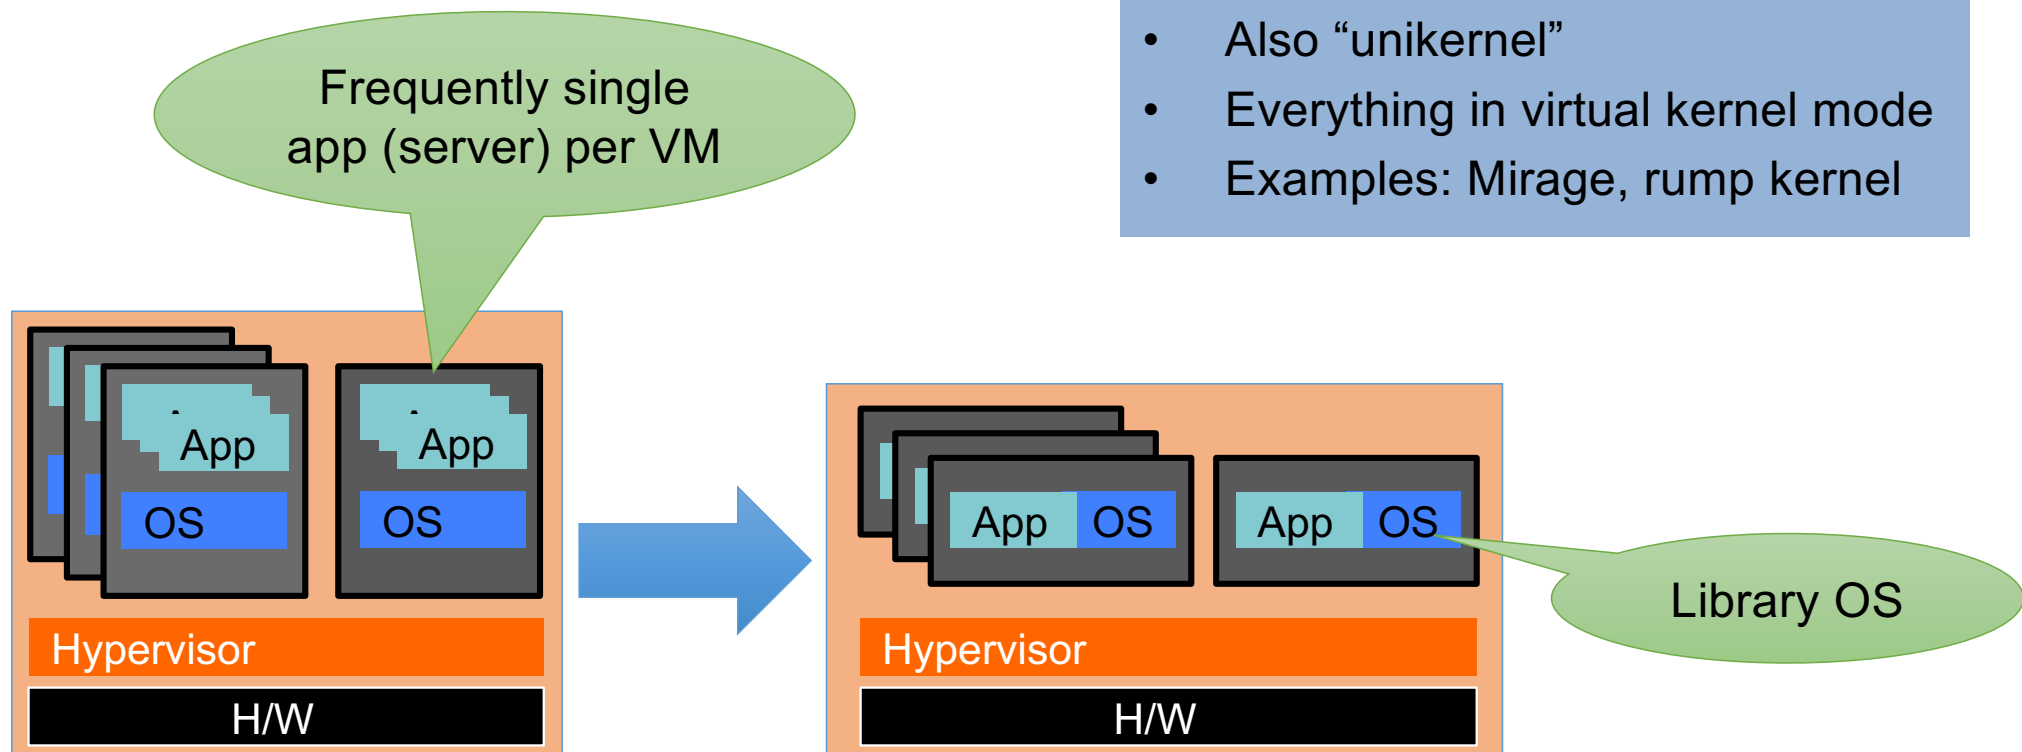 • Also “unikernel”
• Everything in virtual kernel mode
• Examples: Mirage, rump kernel
Frequently single
app (server) per VM
App
OS
App
OS
Hypervisor
H/W
App OS
App OS
Library OS
Hypervisor
H/W